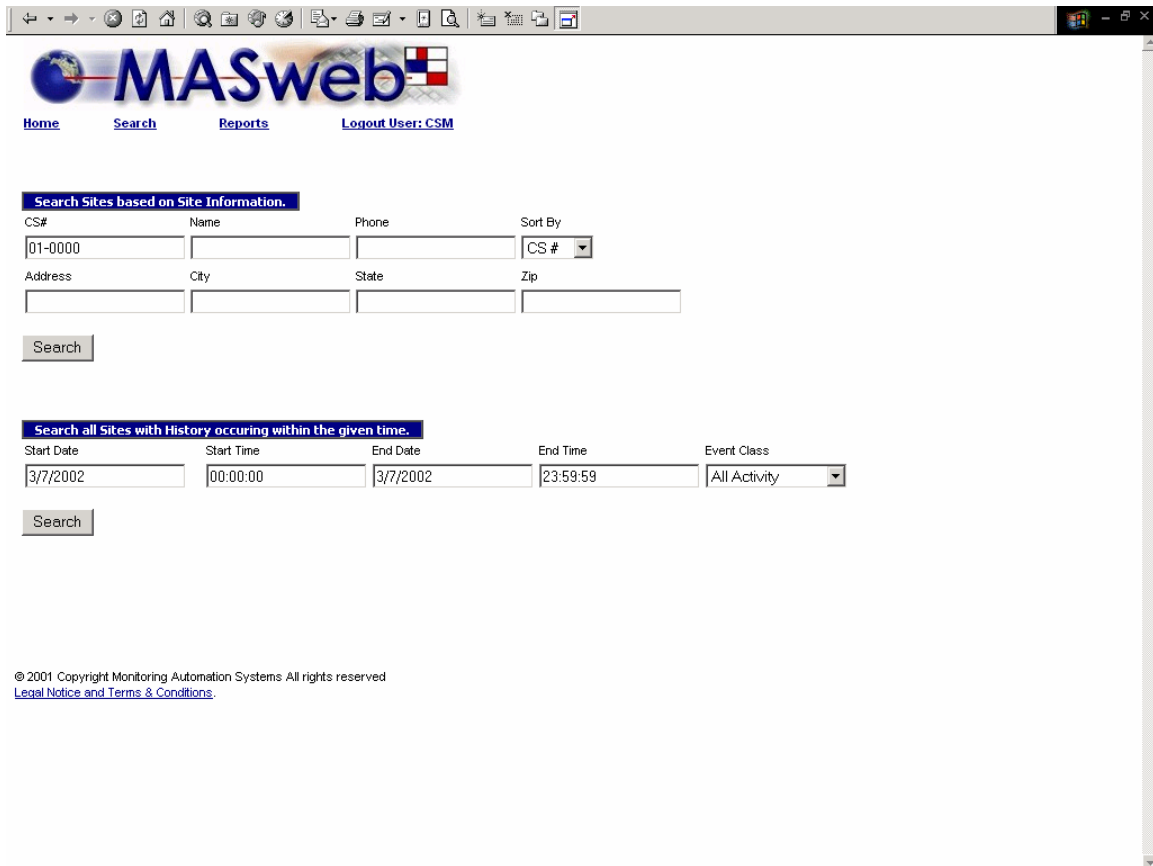 MASweb
Home Search Reports Logout User: CSM
Search Sites based on Site Information.
CS# Name Phone Sort By
01-0000 CS #
Address City State Zip
Search
Search all Sites with History occuring within the given time.
Start Date Start Time End Date End Time Event Class
3/7/2002 00:00:00 3/7/2002 23:59:59 All Activity
Search
© 2001 Copyright Monitoring Automation Systems All rights reserved
Legal Notice and Terms & Conditions.